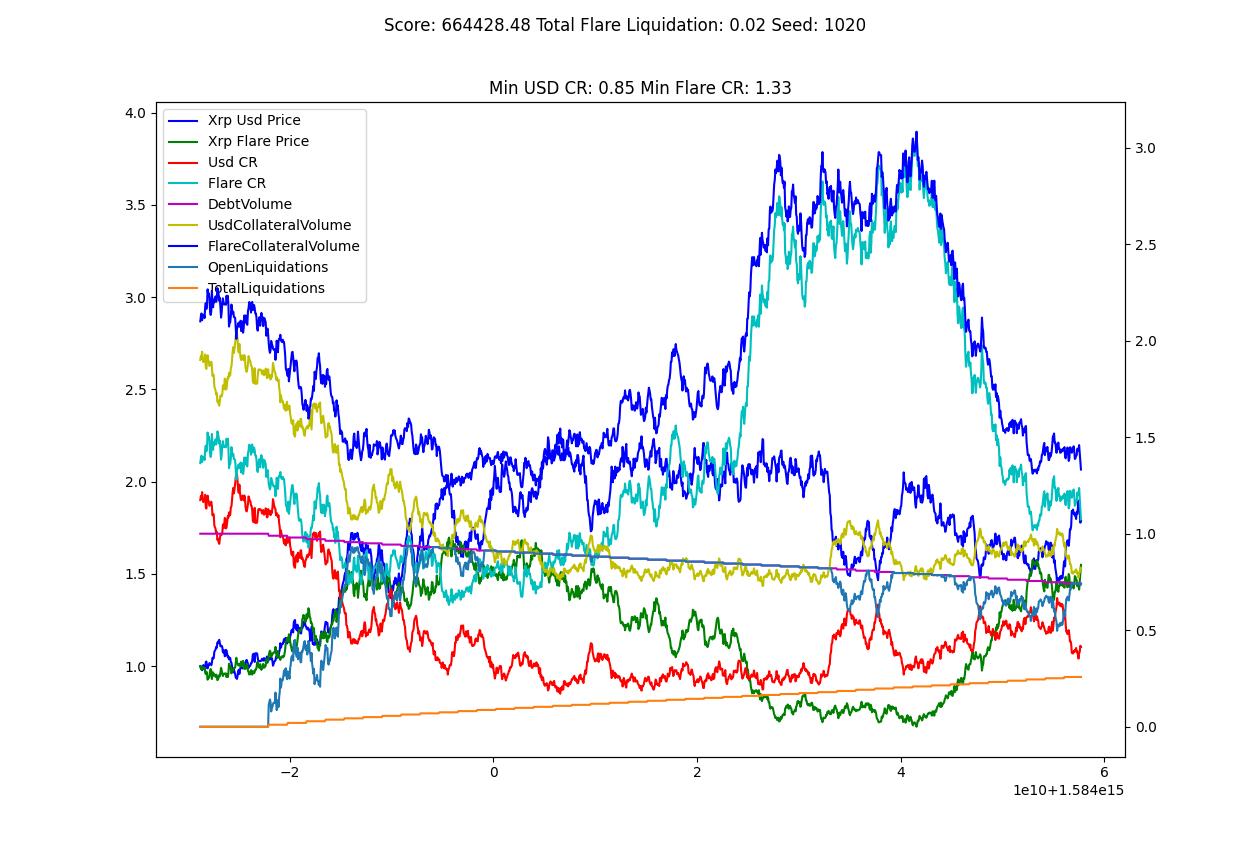 Score: 664428.48 Total Flare Liquidation: 0.02 Seed: 1020
Min USD CR: 0.85 Min Flare CR: 1.33
Xrp Usd Price
Xrp Flare Price
Usd CR
Flare CR
DebtVolume
UsdCollateralVolume
FlareCollateralVolume
OpenLiquidations
TotalLiquidations
4.0
3.5
3.0
2.5
2.0
1.5
1.0
3.0
2.5
2.0
1.5
1.0
0.5
0.0
−2 0 2 4 6
1e10+1.584e15